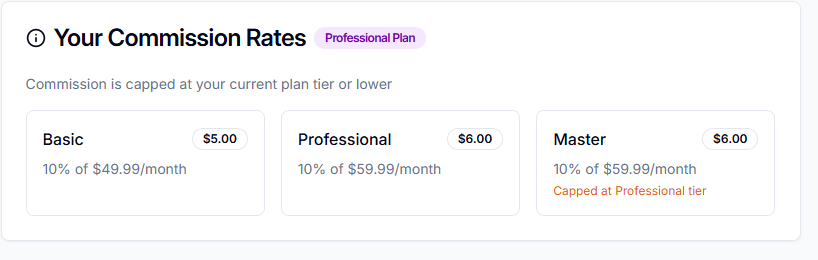 Your Commission Rates Professional Plan
Commission is capped at your current plan tier or lower
Basic $5.00
10% of $49.99/month
Professional $6.00
10% of $59.99/month
Master $6.00
10% of $59.99/month
Capped at Professional tier